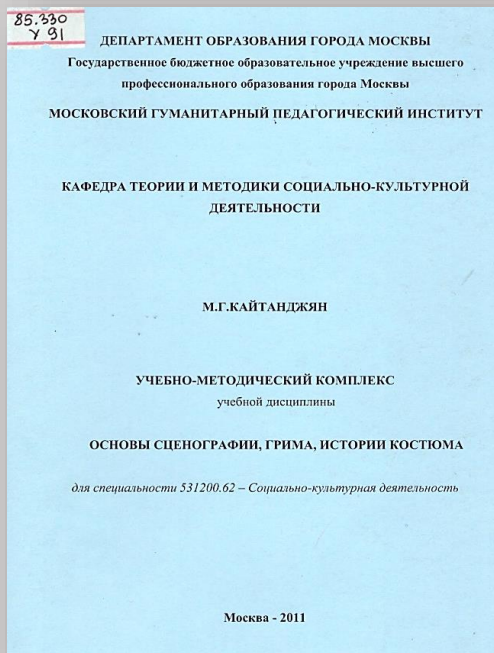 85.330
У 91
ДЕПАРТАМЕНТ ОБРАЗОВАНИЯ ГОРОДА МОСКВЫ
Государственное бюджетное образовательное учреждение высшего
профессионального образования города Москвы
МОСКОВСКИЙ ГУМАНИТАРНЫЙ ПЕДАГОГИЧЕСКИЙ ИНСТИТУТ
КАФЕДРА ТЕОРИИ И МЕТОДИКИ СОЦИАЛЬНО-КУЛЬТУРНОЙ
ДЕЯТЕЛЬНОСТИ
М.Г.КАЙТАНДЖЯН
УЧЕБНО-МЕТОДИЧЕСКИЙ КОМПЛЕКС
учебной дисциплины
ОСНОВЫ СЦЕНОГРАФИИ, ГРИМА, ИСТОРИИ КОСТЮМА
для специальности 531200.62 – Социально-культурная деятельность
Москва - 2011